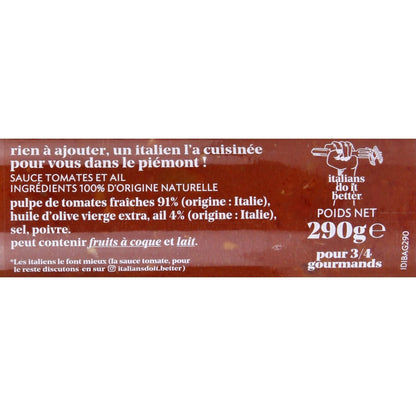 rien à ajouter, un italien l'a cuisinée
pour vous dans le piémont !
SAUCE TOMATES ET AIL
INGRÉDIENTS 100% D'ORIGINE NATURELLE
pulpe de tomates fraîches 91% (origine : Italie),
huile d'olive vierge extra, ail 4% (origine : Italie),
sel, poivre.
peut contenir fruits à coque et lait.
*Les italiens le font mieux (la sauce tomate, pour
le reste discutons-en sur italiansdoit.better)
italians
do it
better*
POIDS NET
290g e
pour 3/4
gourmands
IDIBAG290